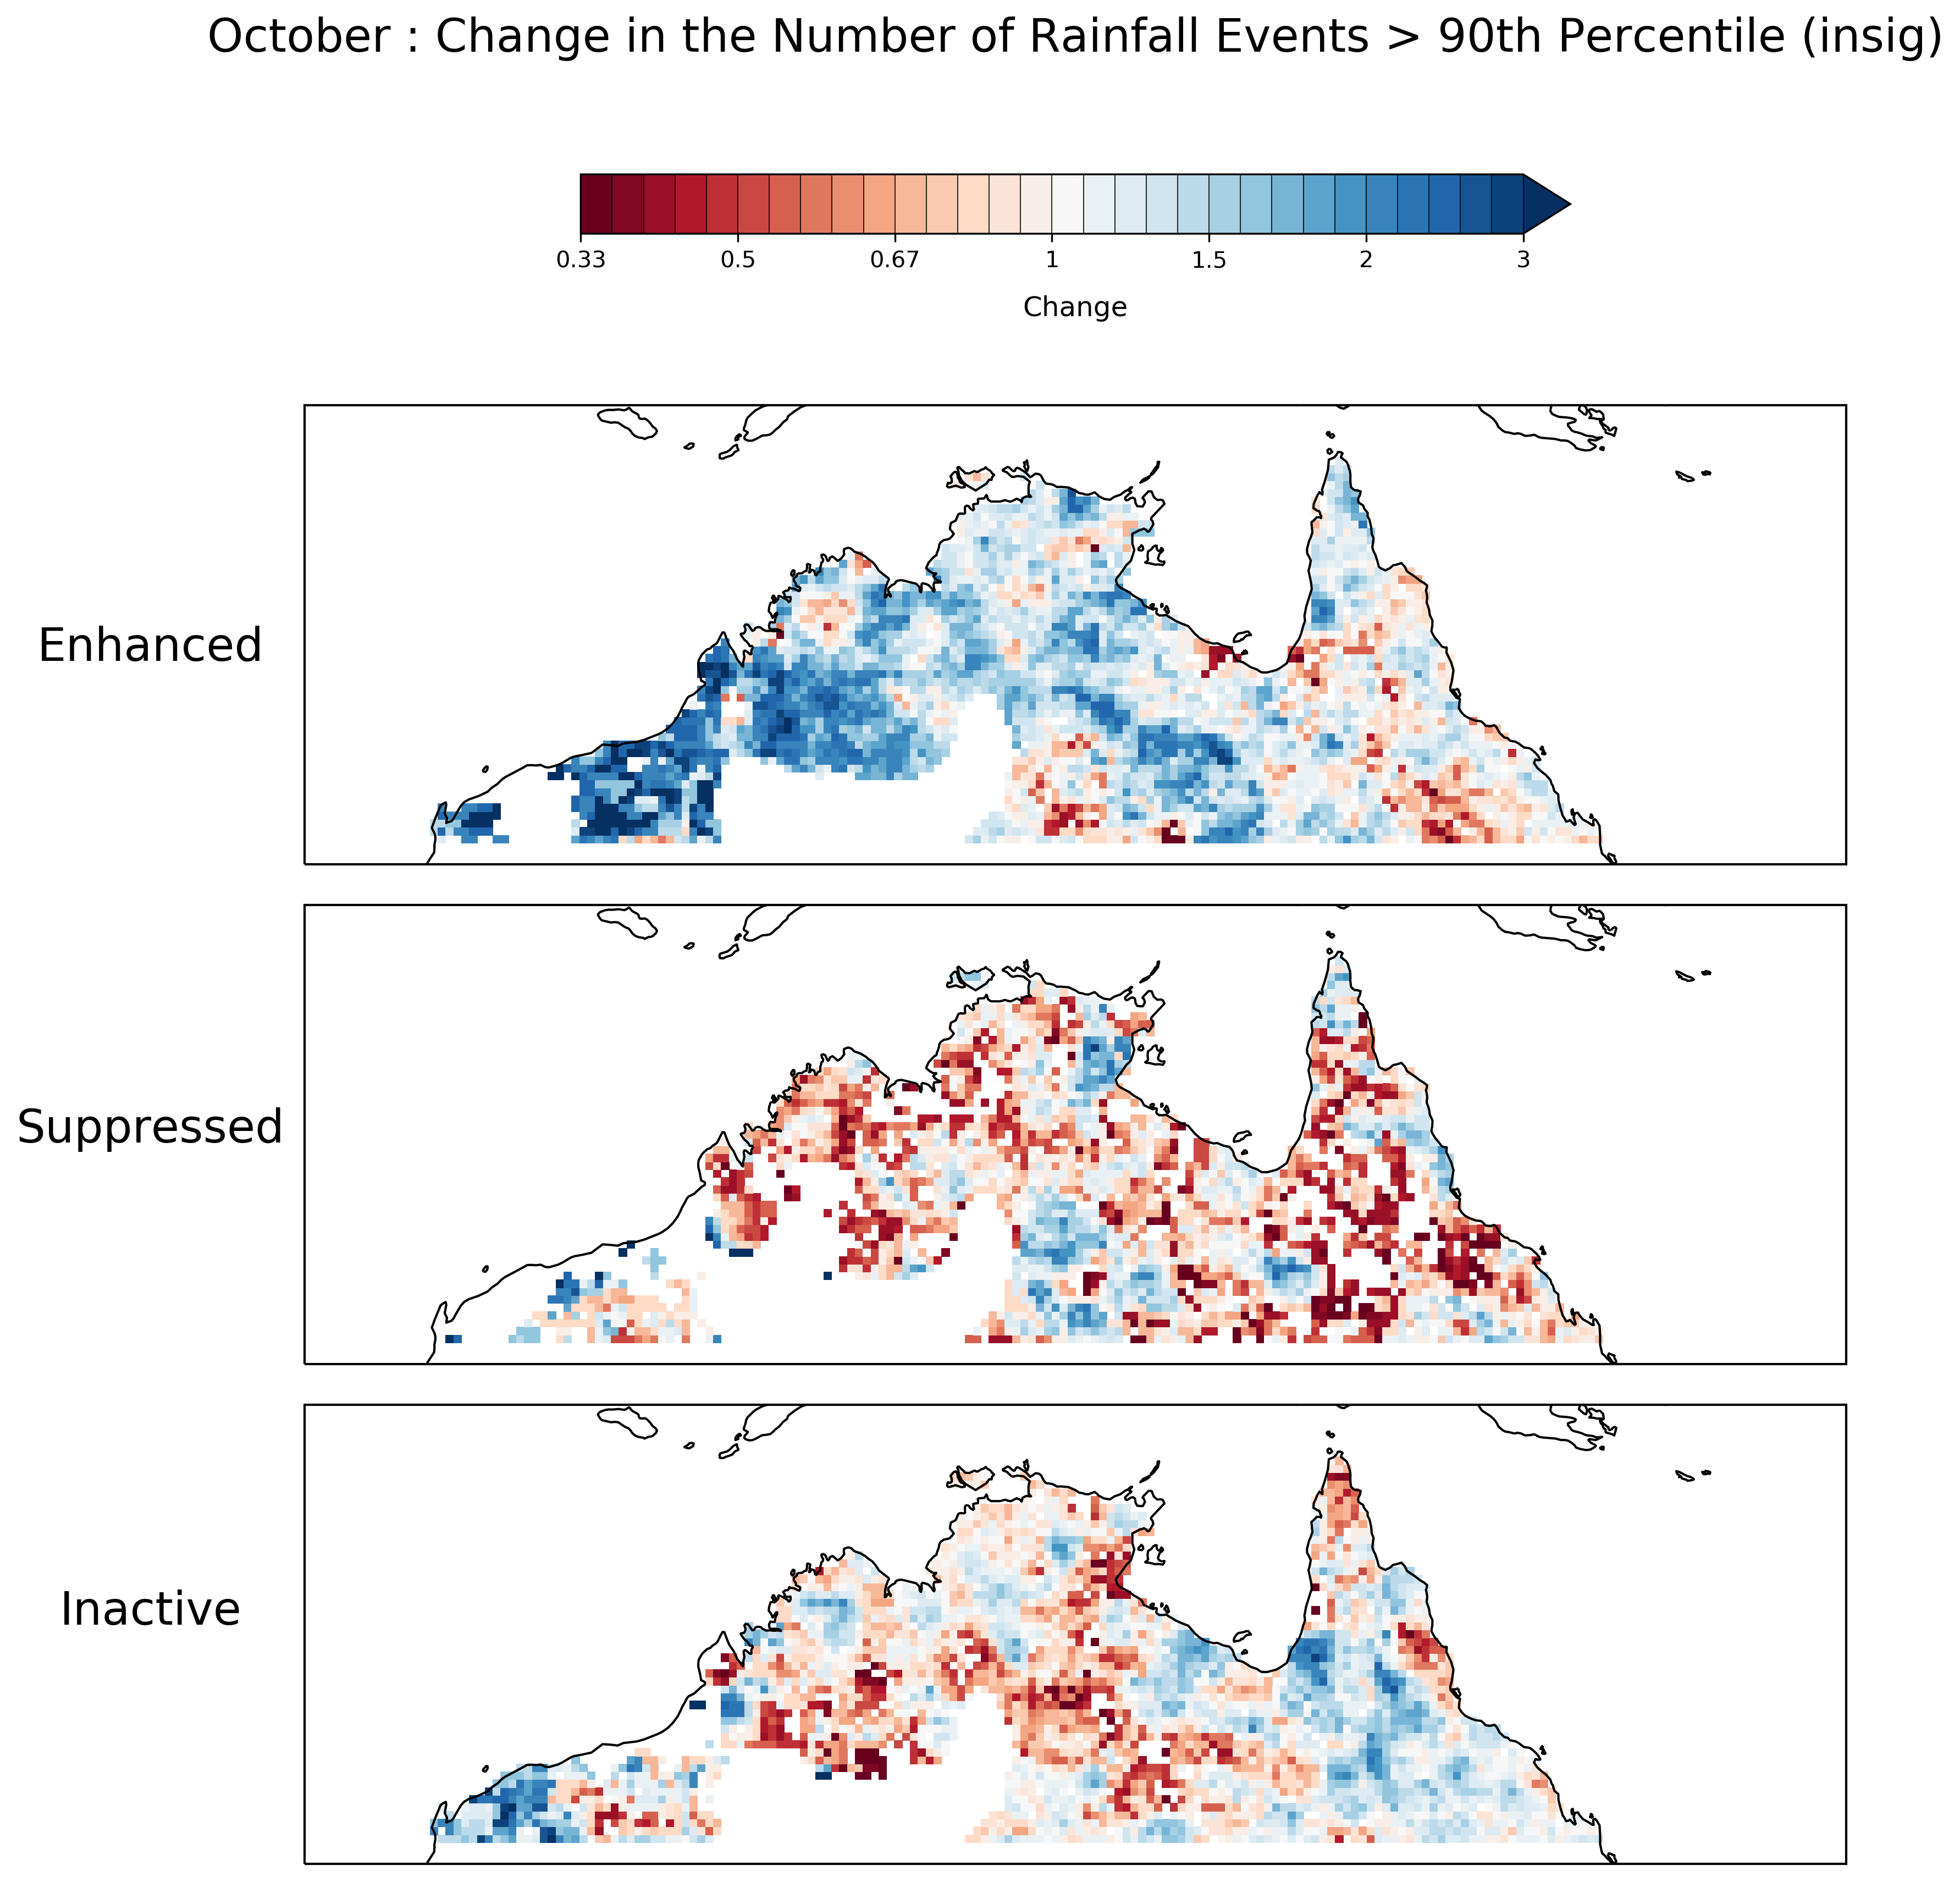 October : Change in the Number of Rainfall Events > 90th Percentile (insig)
0.33 0.5 0.67 1 1.5 2 3
Change
Enhanced
Suppressed
Inactive